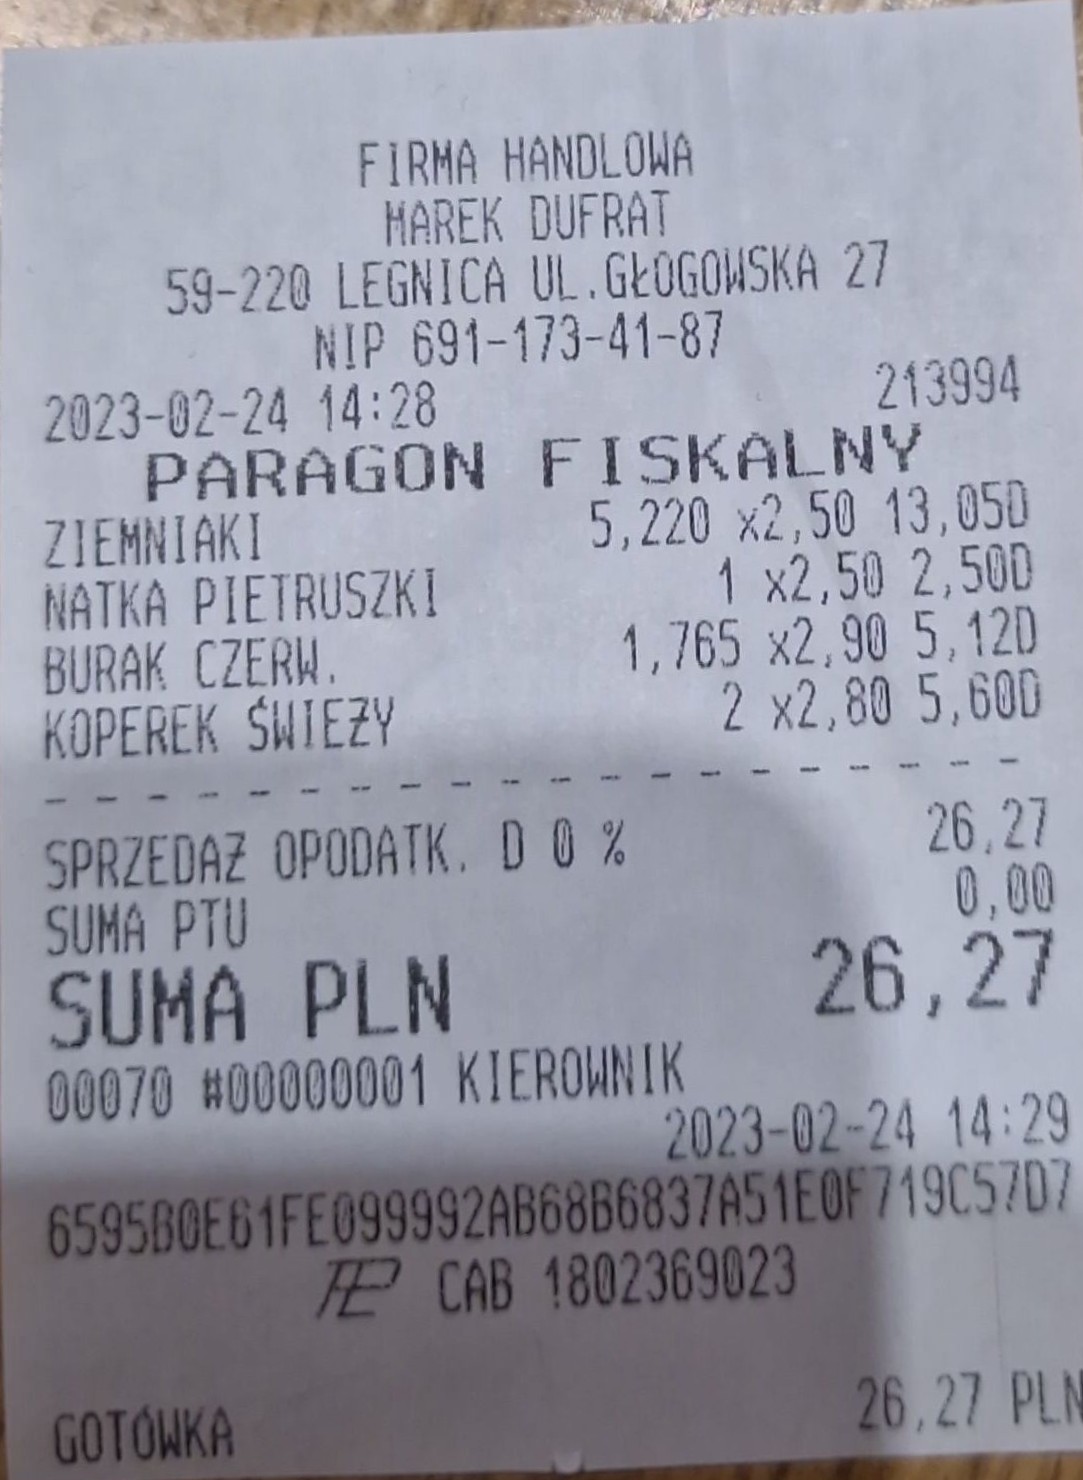 FIRMA HANDLOWA
MAREK DUFRAT
59-220 LEGNICA UL.GŁOGOWSKA 27
NIP 691-173-41-87
2023-02-24 14:28 213994
PARAGON FISKALNY
ZIEMNIAKI 5,220 x2,50 13,05D
NATKA PIETRUSZKI 1 x2,50 2,50D
BURAK CZERW. 1,765 x2,90 5,12D
KOPEREK ŚWIEŻY 2 x2,80 5,60D
- - - - - - - - - - - - - - - - - - - -
SPRZEDAŻ OPODATK. D 0 % 26,27
SUMA PTU 0,00
SUMA PLN 26,27
00070 #00000001 KIEROWNIK
2023-02-24 14:29
6595B0E61FE099992AB68B6837A51E0F719C57D7
CAB 1802369023
GOTÓWKA 26,27 PLN